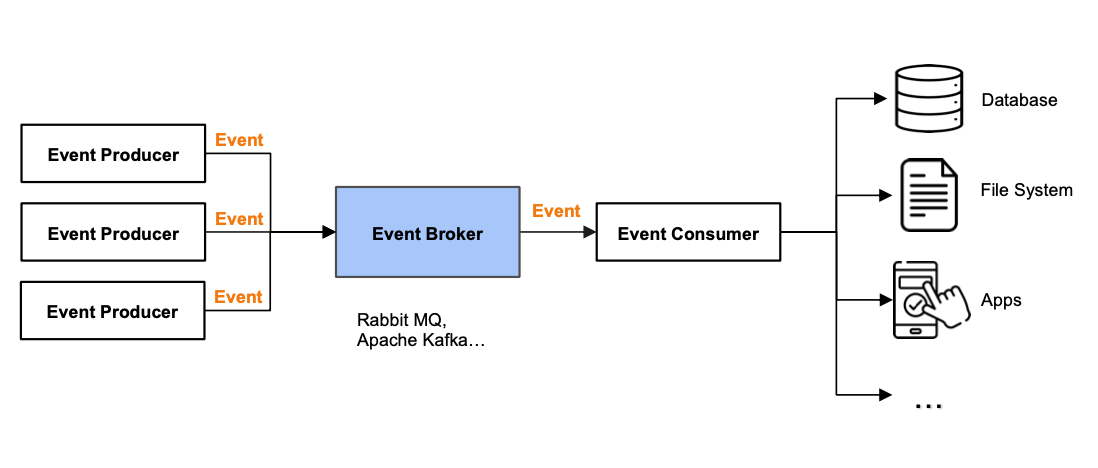 Event Producer
Event
Event Producer
Event
Event Producer
Event
Event Broker
Rabbit MQ,
Apache Kafka…
Event
Event Consumer
Database
File System
Apps
...